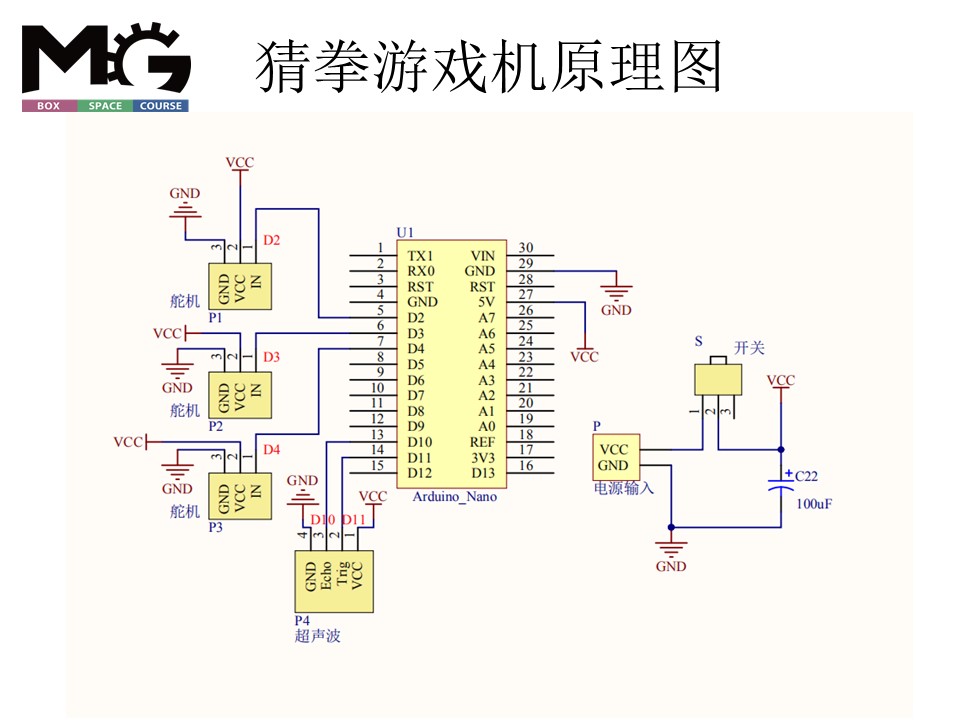 MG
BOX SPACE COURSE
猜拳游戏机原理图
VCC
GND
3 2 1 D2
GND VCC IN
舵机
P1
VCC
3 2 1 D3
GND
GND VCC IN
舵机
P2
VCC
3 2 1 D4
GND
GND VCC IN
舵机
P3
GND
VCC
D10 D11
4 3 2 1
GND Echo Trig VCC
P4
超声波
U1
1 TX1 VIN 30
2 RX0 GND 29
3 RST RST 28
4 GND 5V 27
5 D2 A7 26
6 D3 A6 25
7 D4 A5 24
8 D5 A4 23
9 D6 A3 22
10 D7 A2 21
11 D8 A1 20
12 D9 A0 19
13 D10 REF 18
14 D11 3V3 17
15 D12 D13 16
Arduino_Nano
GND
VCC
S 开关
1 2 3
VCC
P
VCC
GND
电源输入
+ C22
100uF
GND